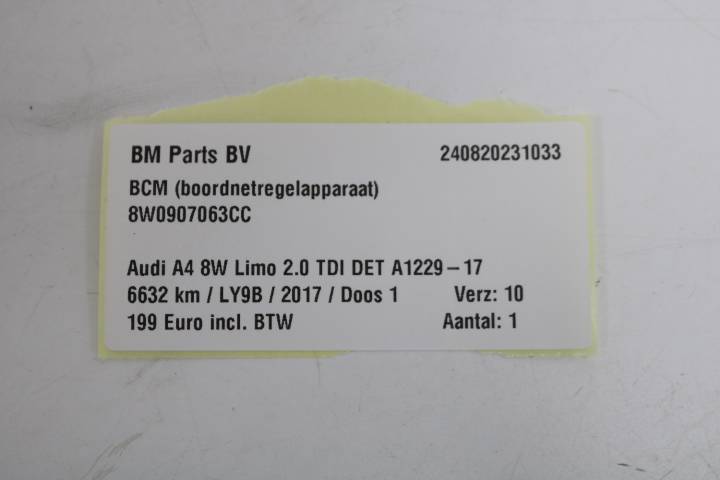 BM Parts BV 240820231033
BCM (boordnetregelapparaat)
8W0907063CC
Audi A4 8W Limo 2.0 TDI DET A1229-17
6632 km / LY9B / 2017 / Doos 1 Verz: 10
199 Euro incl. BTW Aantal: 1